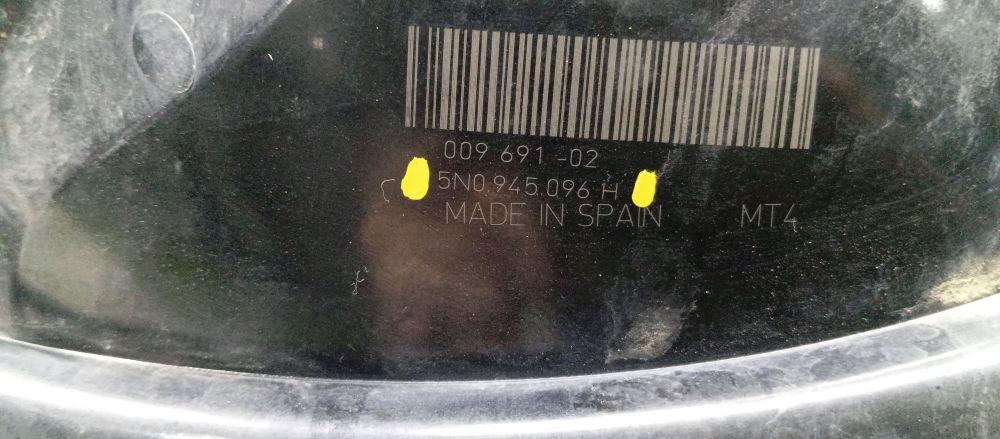 009 691 -02
5N0.945.096 H
MADE IN SPAIN MT4